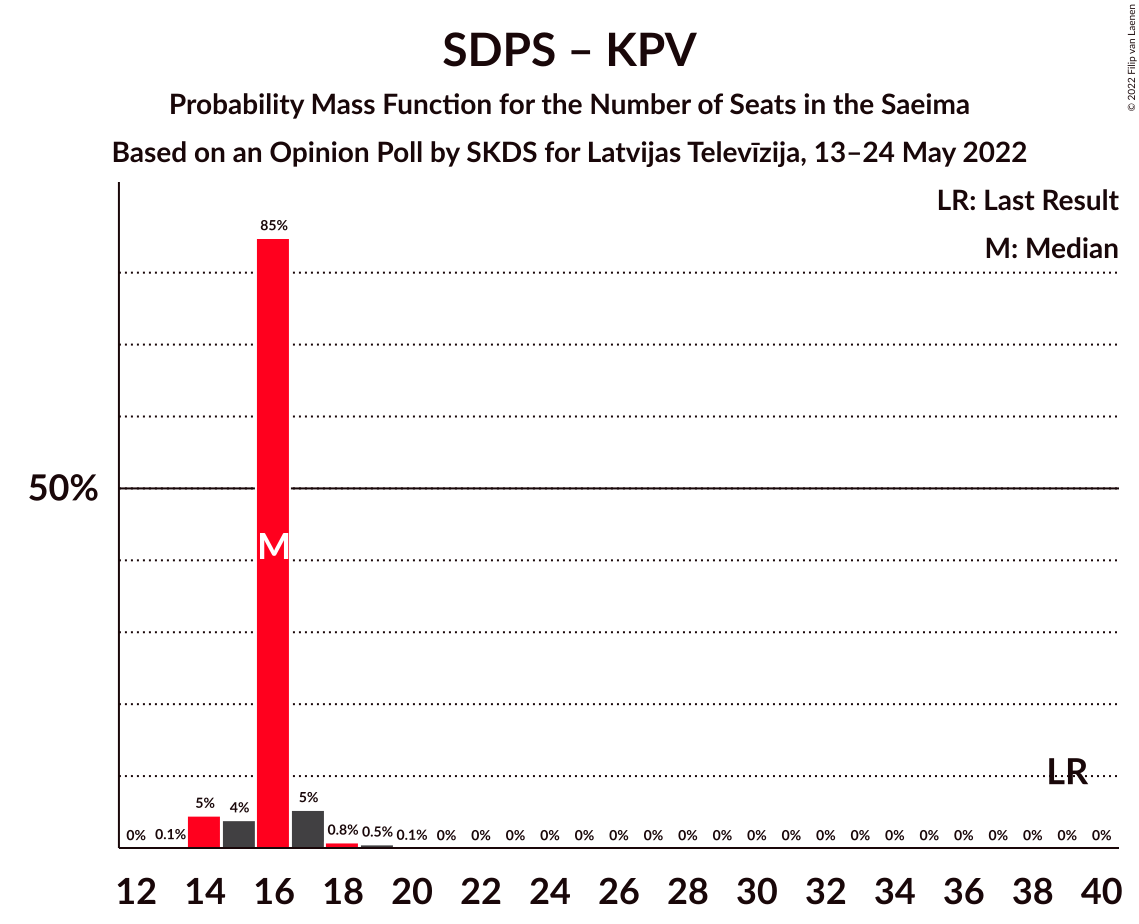 SDPS – KPV
Probability Mass Function for the Number of Seats in the Saeima
Based on an Opinion Poll by SKDS for Latvijas Televīzija, 13–24 May 2022
© 2022 Filip van Laenen
LR: Last Result
M: Median
85%
50%
M
LR
0% 0.1% 5% 4% 5% 0.8% 0.5% 0.1% 0% 0% 0% 0% 0% 0% 0% 0% 0% 0% 0% 0% 0% 0% 0% 0% 0% 0% 0% 0%
12 14 16 18 20 22 24 26 28 30 32 34 36 38 40